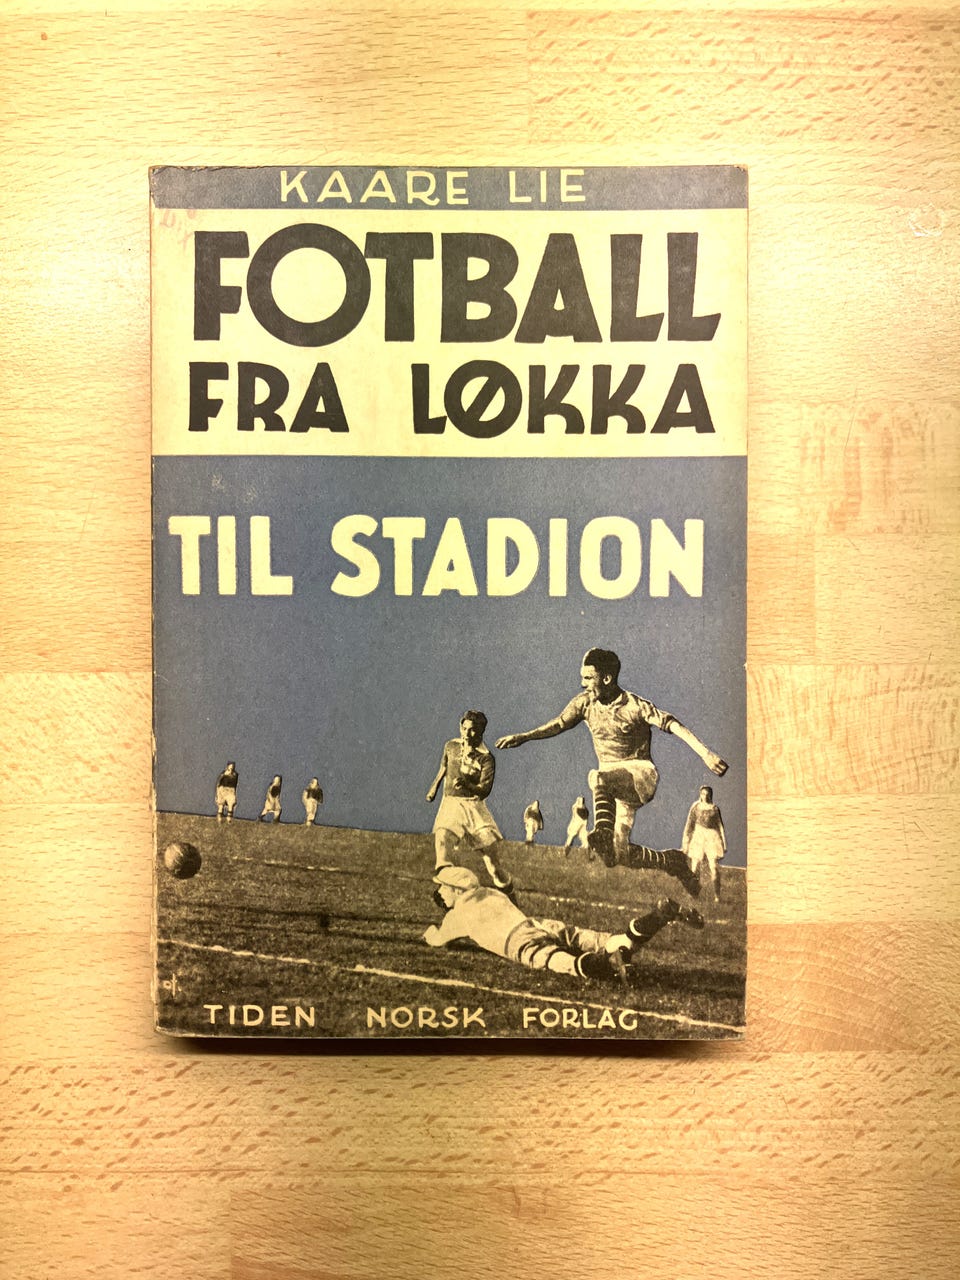 KAARE LIE
FOTBALL
FRA LØKKA
TIL STADION
TIDEN NORSK FORLAG